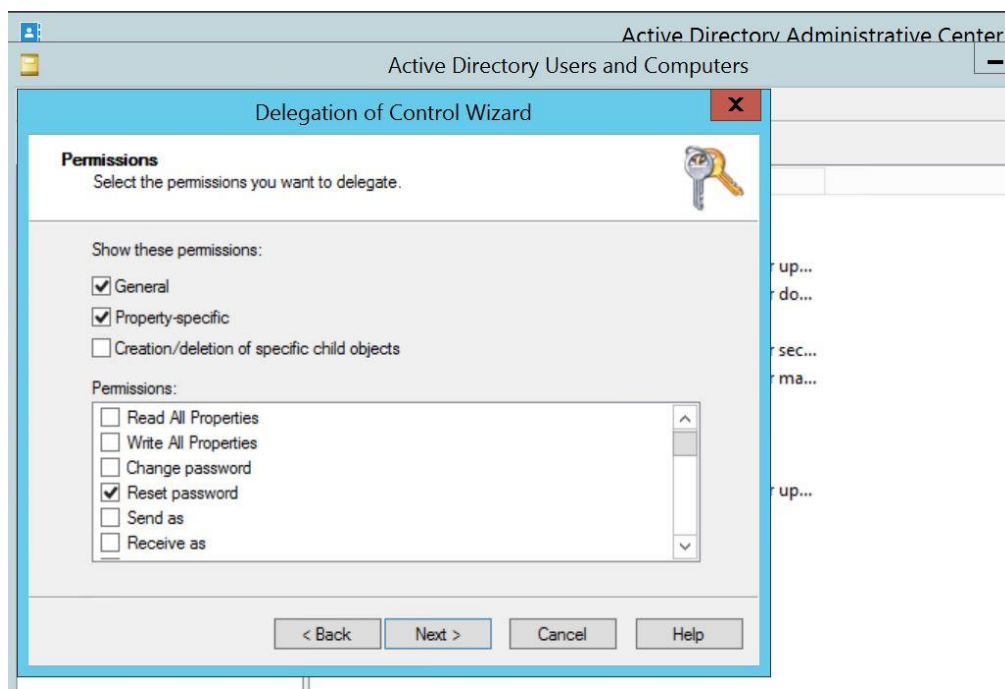 Active Directory Administrative Center
Active Directory Users and Computers
Delegation of Control Wizard
X
Permissions
Select the permissions you want to delegate.
Show these permissions:
General
Property-specific
Creation/deletion of specific child objects
Permissions:
Read All Properties
Write All Properties
Change password
Reset password
Send as
Receive as
r up...
r do...
r sec...
r ma...
r up...
< Back Next > Cancel Help